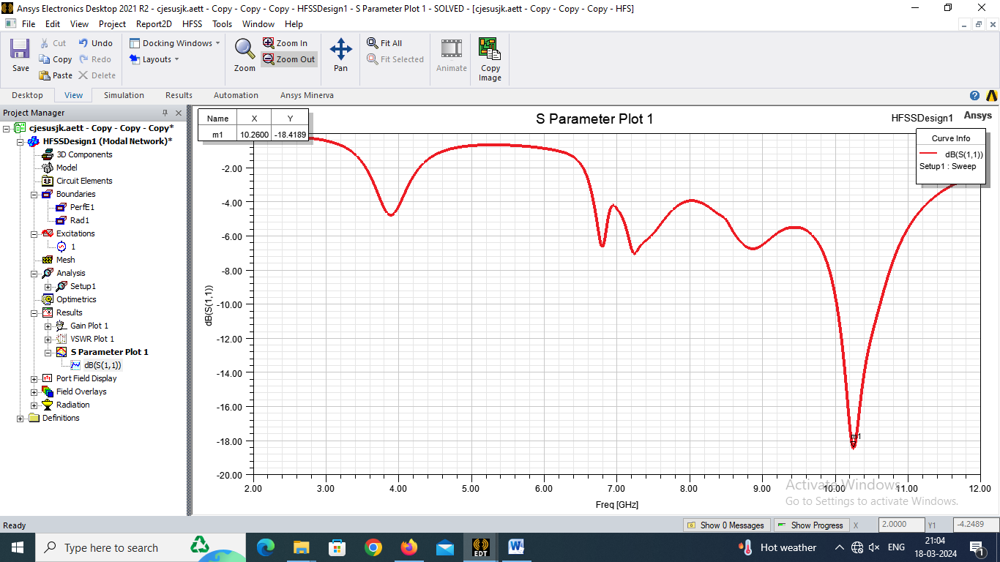 Ansys Electronics Desktop 2021 R2 - cjesusjk.aett - Copy - Copy - Copy - HFSSDesign1 - S Parameter Plot 1 - SOLVED - [cjesusjk.aett - Copy - Copy - Copy - HFS]
File Edit View Project Report2D HFSS Tools Window Help
Save
Cut
Copy
Paste
Undo
Redo
Delete
Docking Windows
Layouts
Zoom
Zoom In
Zoom Out
Pan
Fit All
Fit Selected
Animate
Copy
Image
Desktop View Simulation Results Automation Ansys Minerva
Project Manager
cjesusjk.aett - Copy - Copy - Copy*
HFSSDesign1 (Modal Network)*
3D Components
Model
Circuit Elements
Boundaries
PerfE1
Rad1
Excitations
1
Mesh
Analysis
Setup1
Optimetrics
Results
Gain Plot 1
VSWR Plot 1
S Parameter Plot 1
dB(S(1,1))
Port Field Display
Field Overlays
Radiation
Definitions
Name X Y
m1 10.2600 -18.4189
S Parameter Plot 1
HFSSDesign1
Ansys
Curve Info
dB(S(1,1))
Setup1 : Sweep
-2.00
-4.00
-6.00
-8.00
-10.00
-12.00
-14.00
-16.00
-18.00
-20.00
dB(S(1,1))
m1
2.00 3.00 4.00 5.00 6.00 7.00 8.00 9.00 10.00 11.00 12.00
Freq [GHz]
Activate Windows
Go to Settings to activate Windows.
Ready
Show 0 Messages
Show Progress
X 2.0000 Y1 -4.2489
Type here to search
EDT
Hot weather
ENG
21:04
18-03-2024
1